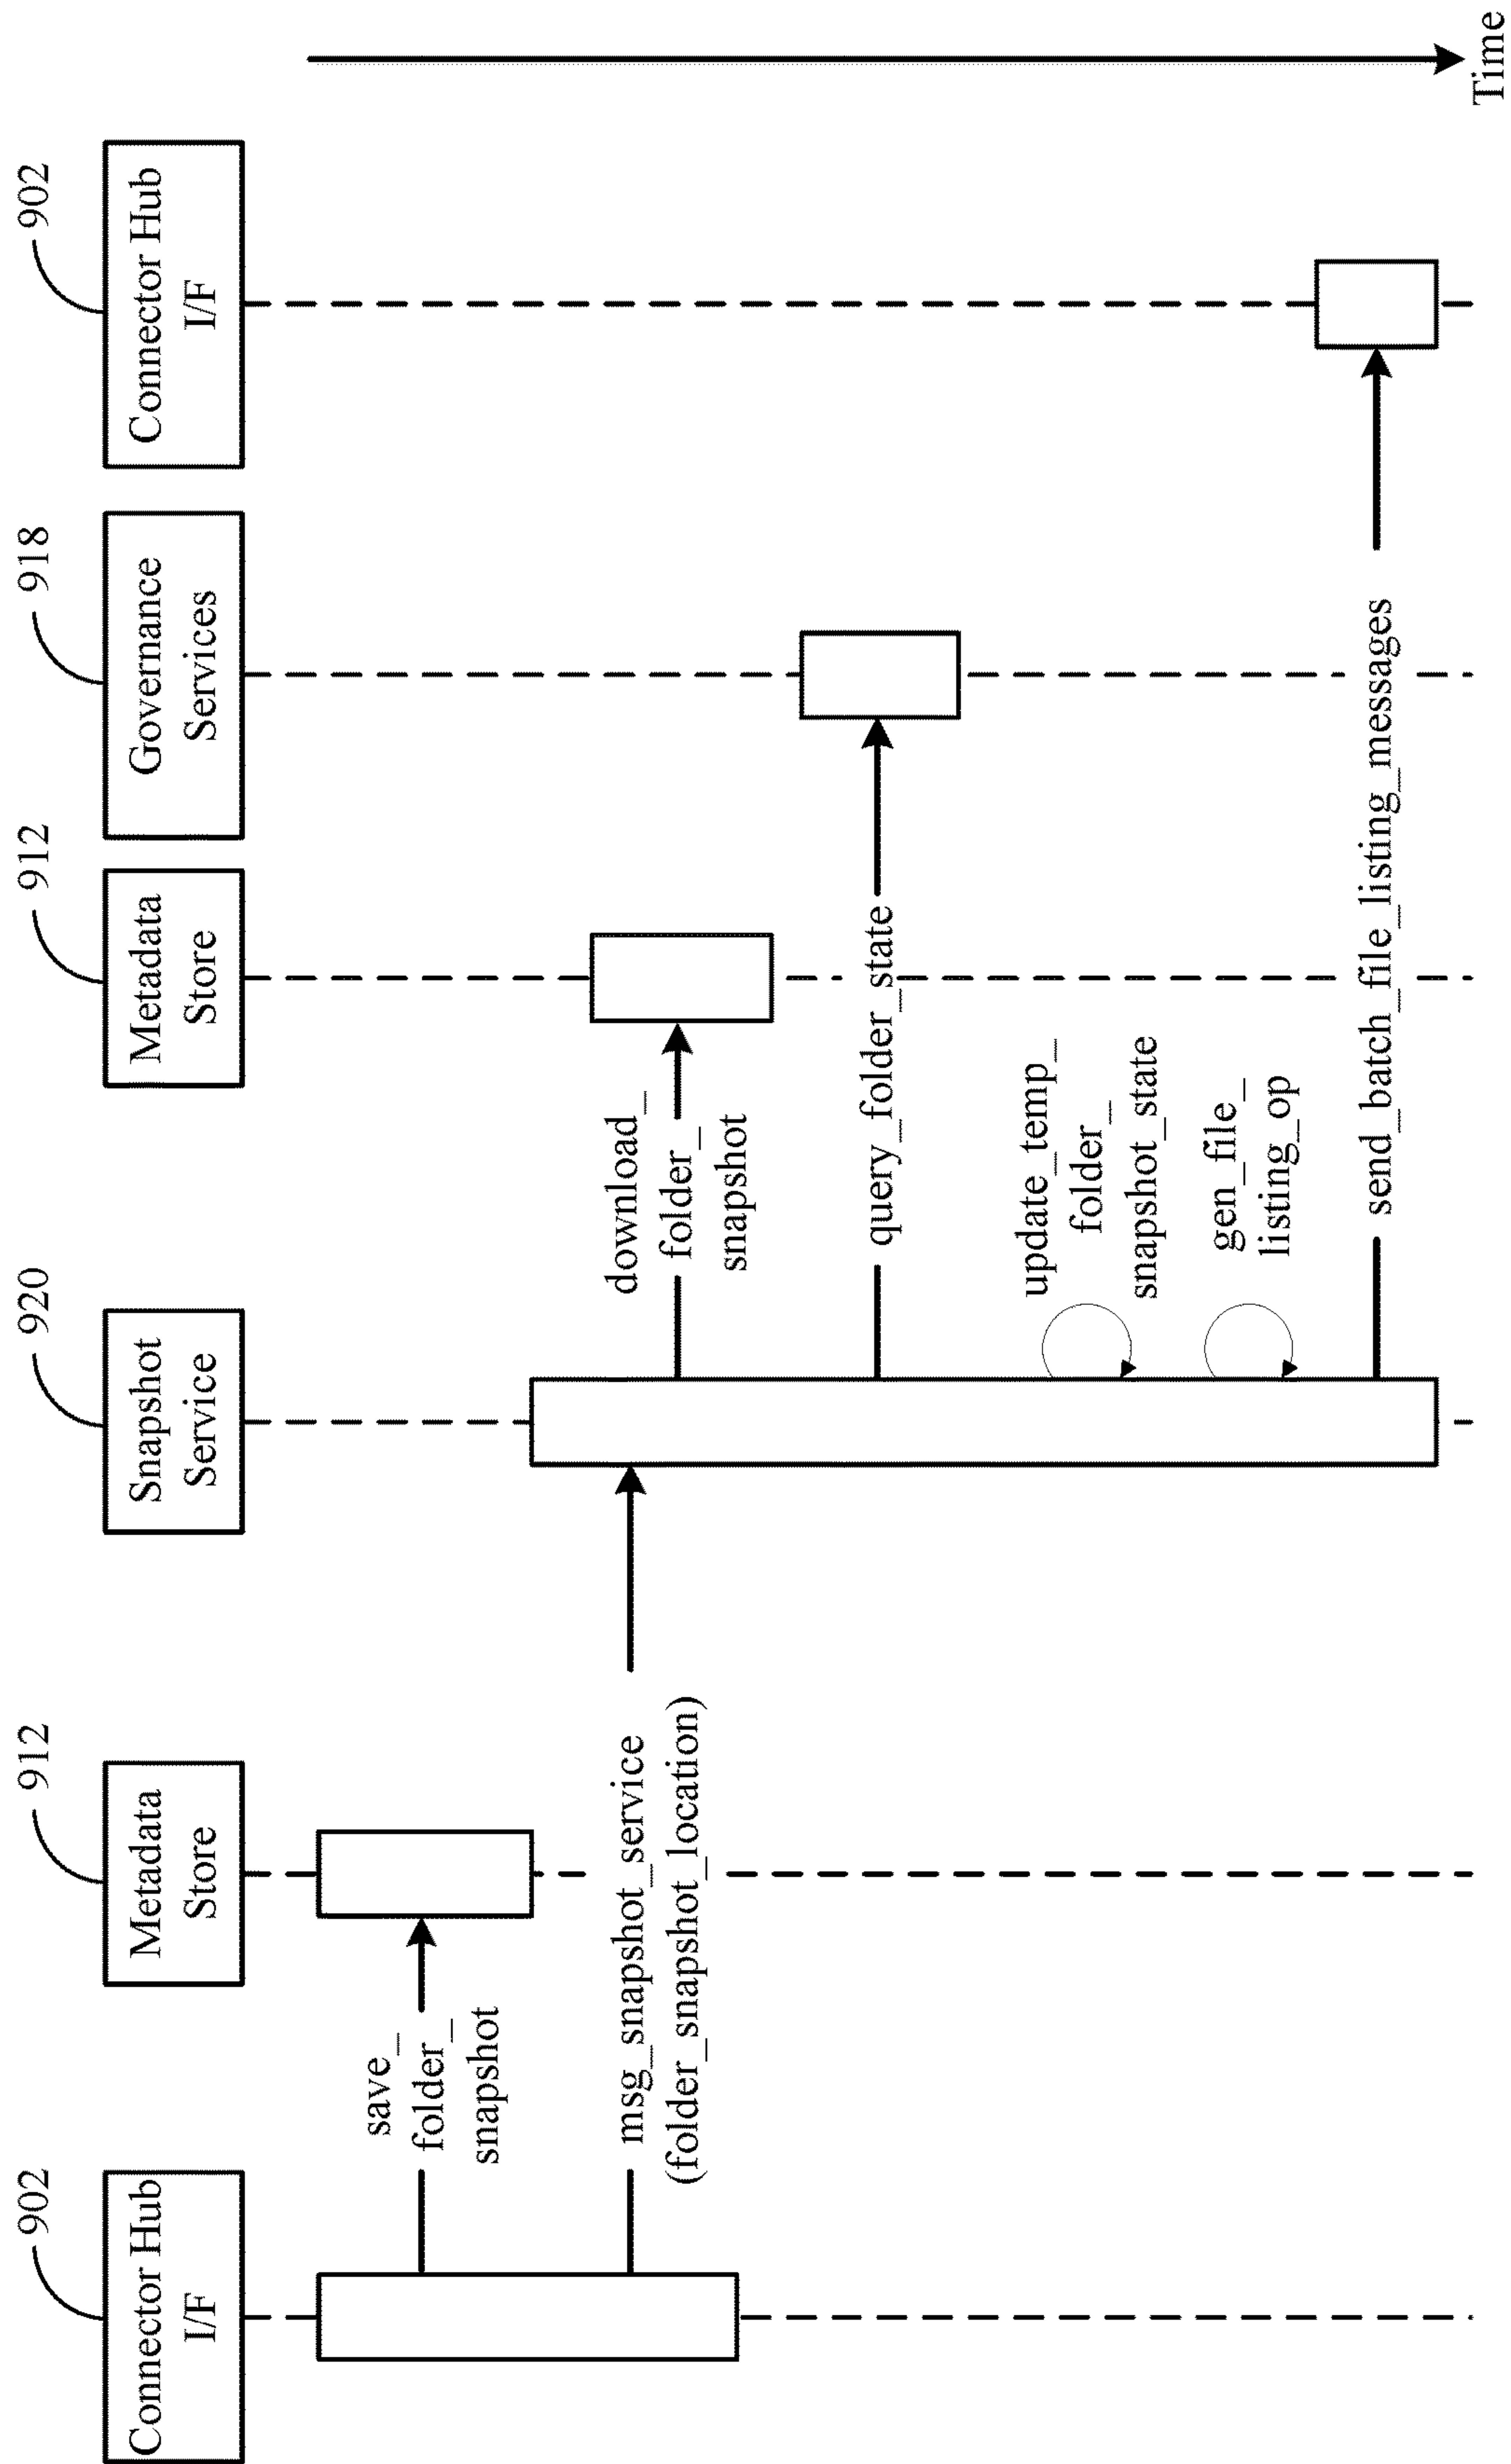 902
912
920
912
918
902
Connector Hub
I/F
Metadata
Store
Snapshot
Service
Metadata
Store
Governance
Services
Connector Hub
I/F
save_
folder_
snapshot
msg_snapshot_service
(folder_snapshot_location)
download_
folder_
snapshot
query_folder_state
update_temp_
folder_
snapshot_state
gen_file_
listing_op
send_batch_file_listing_messages
Time